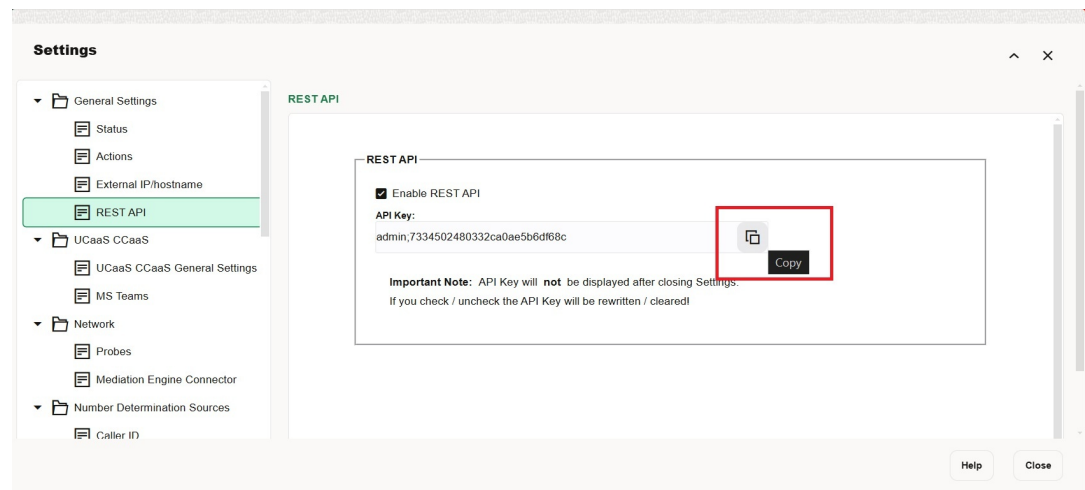 Settings
General Settings
Status
Actions
External IP/hostname
REST API
UCaaS CCaaS
UCaaS CCaaS General Settings
MS Teams
Network
Probes
Mediation Engine Connector
Number Determination Sources
Caller ID
REST API
REST API
Enable REST API
API Key:
admin;7334502480332ca0ae5b6df68c
Copy
Important Note: API Key will not be displayed after closing Settings.
If you check / uncheck the API Key will be rewritten / cleared!
Help
Close